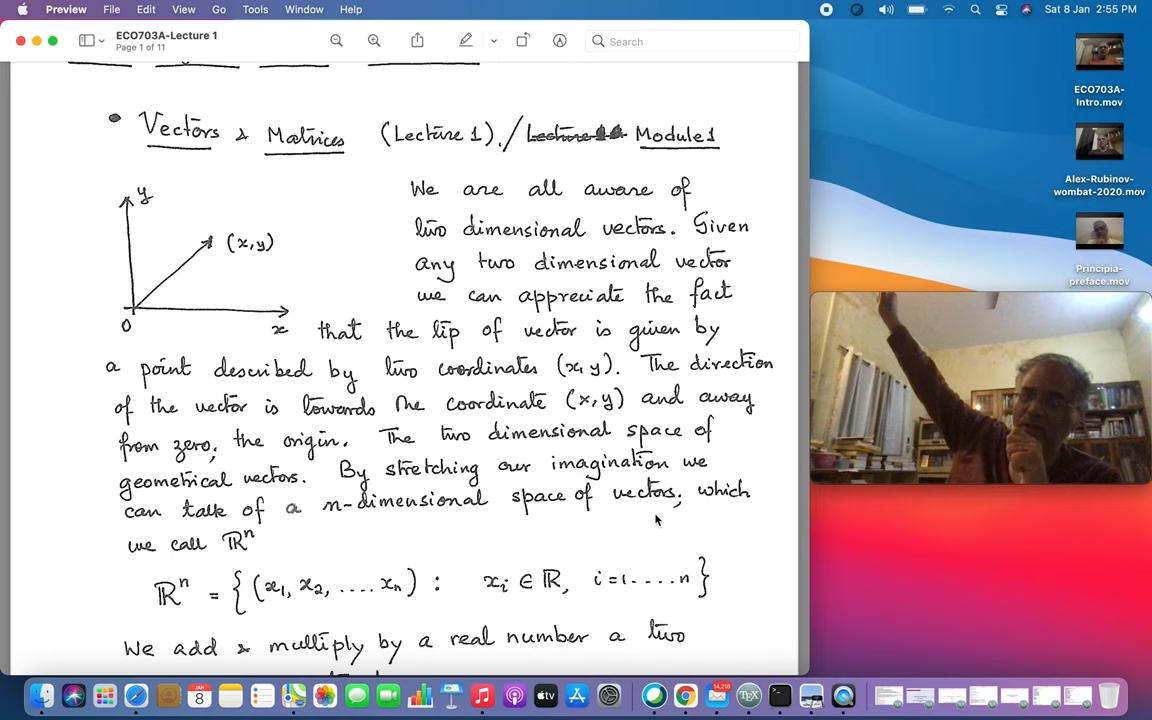 Preview File Edit View Go Tools Window Help Sat 8 Jan 2:55 PM
ECO703A-Lecture 1
Page 1 of 11
Search
• Vectors & Matrices (Lecture 1). / Module 1
y
(x,y)
0
x
We are all aware of
two dimensional vectors. Given
any two dimensional vector
we can appreciate the fact
that the tip of vector is given by
a point described by two coordinates (x, y). The direction
of the vector is towards the coordinate (x,y) and away
from zero, the origin. The two dimensional space of
geometrical vectors. By stretching our imagination we
can talk of a n-dimensional space of vectors, which
we call ℝⁿ
ℝⁿ = {(x₁, x₂, .... xₙ) : xᵢ ∈ ℝ, i=1.....n}
We add & multiply by a real number a two
ECO703A-
Intro.mov
Alex-Rubinov-
wombat-2020.mov
Principia-
preface.mov
JAN
8
14,216
TEX